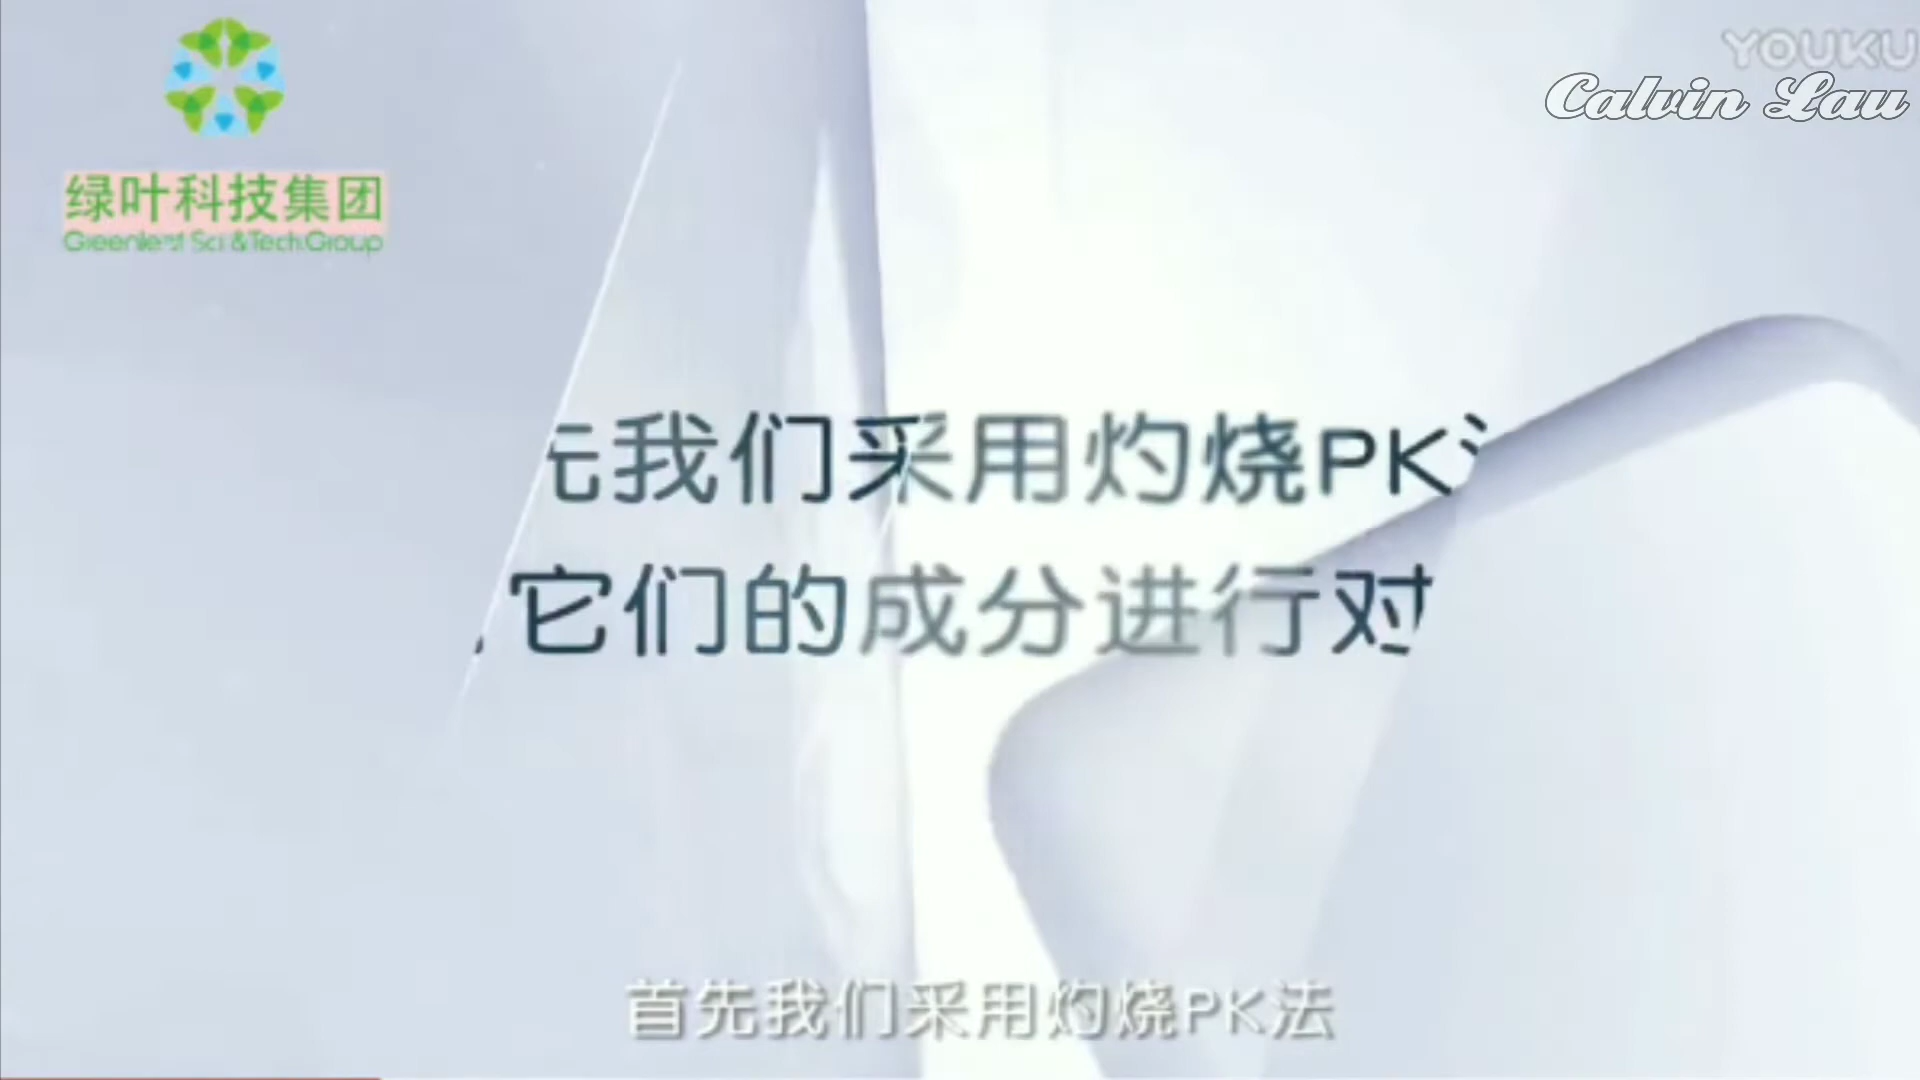 YOUKU
Calvin Lau
绿叶科技集团
Greenleaf Sci &Tech.Group
先我们采用灼烧PK法
它们的成分进行对
首先我们采用灼烧PK法